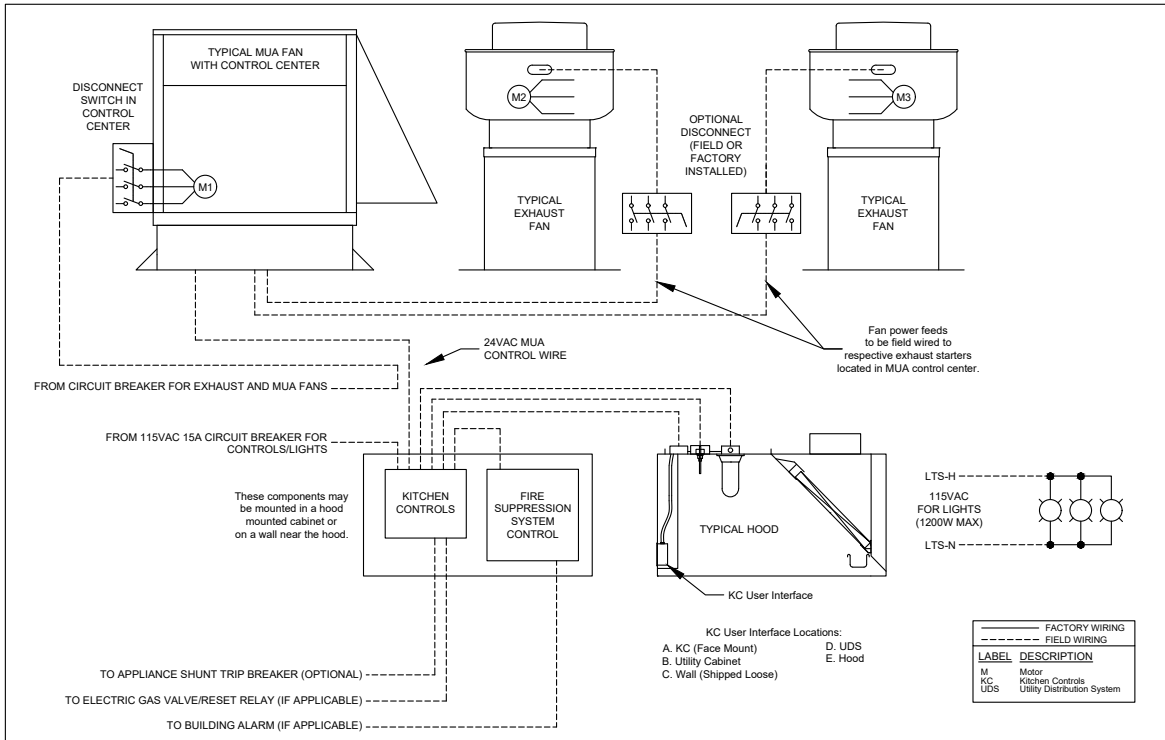 TYPICAL MUA FAN
WITH CONTROL CENTER
DISCONNECT
SWITCH IN
CONTROL
CENTER
M1
M2
M3
OPTIONAL
DISCONNECT
(FIELD OR
FACTORY
INSTALLED)
TYPICAL
EXHAUST
FAN
TYPICAL
EXHAUST
FAN
24VAC MUA
CONTROL WIRE
Fan power feeds
to be field wired to
respective exhaust starters
located in MUA control center.
FROM CIRCUIT BREAKER FOR EXHAUST AND MUA FANS
FROM 115VAC 15A CIRCUIT BREAKER FOR
CONTROLS/LIGHTS
These components may
be mounted in a hood
mounted cabinet or
on a wall near the hood.
KITCHEN
CONTROLS
FIRE
SUPPRESSION
SYSTEM
CONTROL
TYPICAL HOOD
LTS-H
115VAC
FOR LIGHTS
(1200W MAX)
LTS-N
KC User Interface
KC User Interface Locations:
A. KC (Face Mount)
B. Utility Cabinet
C. Wall (Shipped Loose)
D. UDS
E. Hood
TO APPLIANCE SHUNT TRIP BREAKER (OPTIONAL)
TO ELECTRIC GAS VALVE/RESET RELAY (IF APPLICABLE)
TO BUILDING ALARM (IF APPLICABLE)
FACTORY WIRING
FIELD WIRING
LABEL DESCRIPTION
M Motor
KC Kitchen Controls
UDS Utility Distribution System